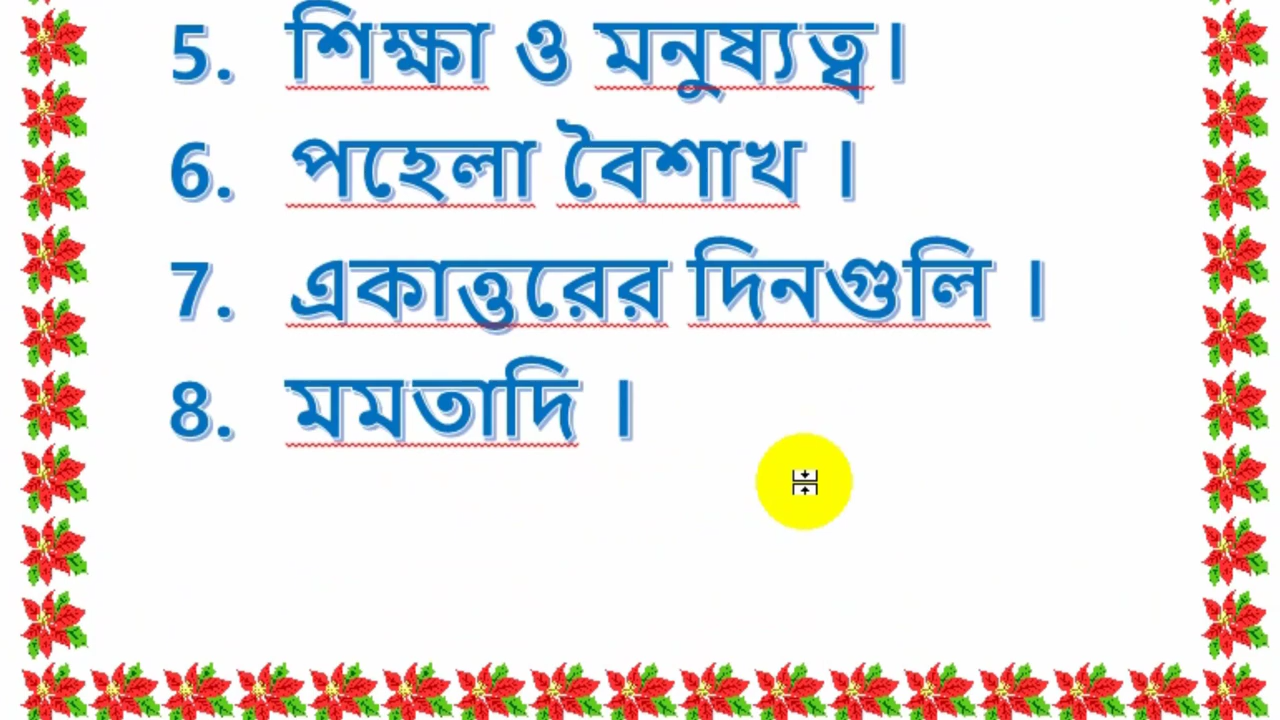 5. শিক্ষা ও মনুষ্যত্ব।
6. পহেলা বৈশাখ ।
7. একাত্তরের দিনগুলি ।
8. মমতাদি ।